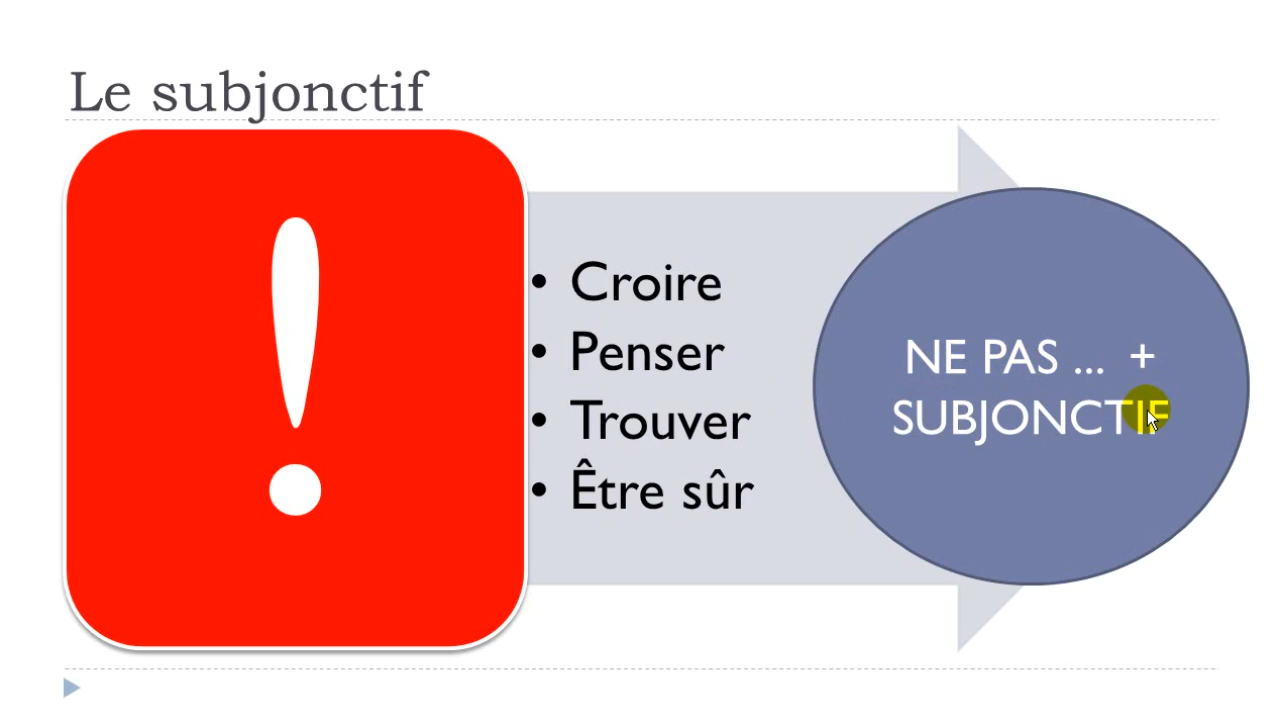 Le subjonctif
!
• Croire
• Penser
• Trouver
• Être sûr
NE PAS ... +
SUBJONCTIF